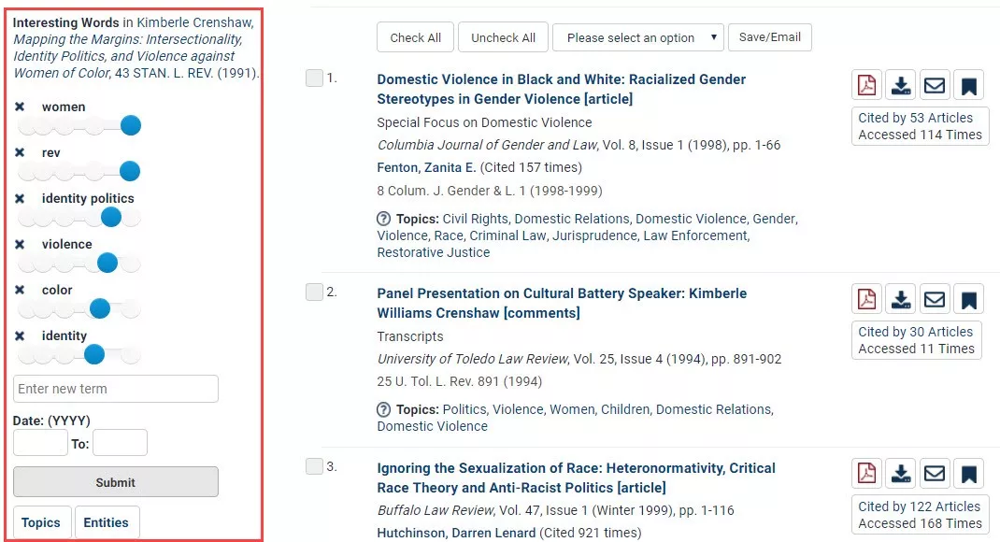 Interesting Words in Kimberle Crenshaw,
Mapping the Margins: Intersectionality,
Identity Politics, and Violence against
Women of Color, 43 STAN. L. REV. (1991).
women
rev
identity politics
violence
color
identity
Enter new term
Date: (YYYY)
To:
Submit
Topics Entities
Check All Uncheck All Please select an option Save/Email
1. Domestic Violence in Black and White: Racialized Gender
Stereotypes in Gender Violence [article]
Special Focus on Domestic Violence
Columbia Journal of Gender and Law, Vol. 8, Issue 1 (1998), pp. 1-66
Fenton, Zanita E. (Cited 157 times)
8 Colum. J. Gender & L. 1 (1998-1999)
Topics: Civil Rights, Domestic Relations, Domestic Violence, Gender,
Violence, Race, Criminal Law, Jurisprudence, Law Enforcement,
Restorative Justice
Cited by 53 Articles
Accessed 114 Times
2. Panel Presentation on Cultural Battery Speaker: Kimberle
Williams Crenshaw [comments]
Transcripts
University of Toledo Law Review, Vol. 25, Issue 4 (1994), pp. 891-902
25 U. Tol. L. Rev. 891 (1994)
Topics: Politics, Violence, Women, Children, Domestic Relations,
Domestic Violence
Cited by 30 Articles
Accessed 11 Times
3. Ignoring the Sexualization of Race: Heteronormativity, Critical
Race Theory and Anti-Racist Politics [article]
Buffalo Law Review, Vol. 47, Issue 1 (Winter 1999), pp. 1-116
Hutchinson, Darren Lenard (Cited 921 times)
Cited by 122 Articles
Accessed 168 Times